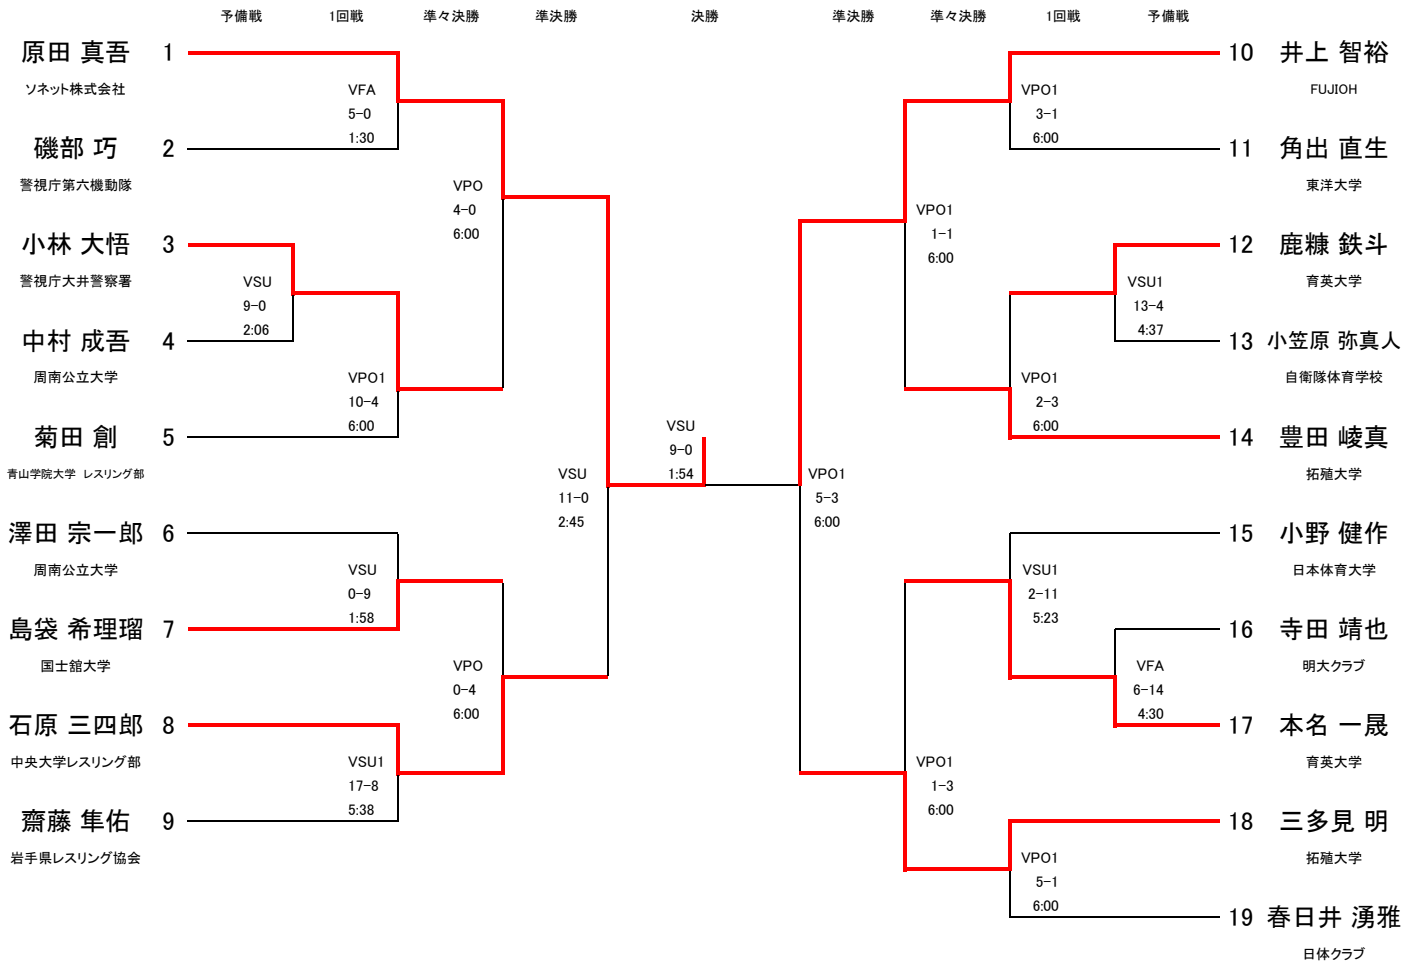 予備戦 1回戦 準々決勝 準決勝 決勝 準決勝 準々決勝 1回戦 予備戦
原田 真吾 1
ソネット株式会社
VFA
5-0
1:30
磯部 巧 2
警視庁第六機動隊
VPO
4-0
6:00
小林 大悟 3
警視庁大井警察署
VSU
9-0
2:06
中村 成吾 4
周南公立大学
VPO1
10-4
6:00
菊田 創 5
青山学院大学 レスリング部
VSU
11-0
2:45
澤田 宗一郎 6
周南公立大学
VSU
0-9
1:58
島袋 希理瑠 7
国士舘大学
VPO
0-4
6:00
石原 三四郎 8
中央大学レスリング部
VSU1
17-8
5:38
齋藤 隼佑 9
岩手県レスリング協会
VSU
9-0
1:54
10 井上 智裕
FUJIOH
VPO1
3-1
6:00
11 角出 直生
東洋大学
VPO1
1-1
6:00
12 鹿糠 鉄斗
育英大学
VSU1
13-4
4:37
13 小笠原 弥真人
自衛隊体育学校
VPO1
2-3
6:00
14 豊田 崚真
拓殖大学
VPO1
5-3
6:00
15 小野 健作
日本体育大学
VSU1
2-11
5:23
16 寺田 靖也
明大クラブ
VFA
6-14
4:30
17 本名 一晟
育英大学
VPO1
1-3
6:00
18 三多見 明
拓殖大学
VPO1
5-1
6:00
19 春日井 湧雅
日体クラブ